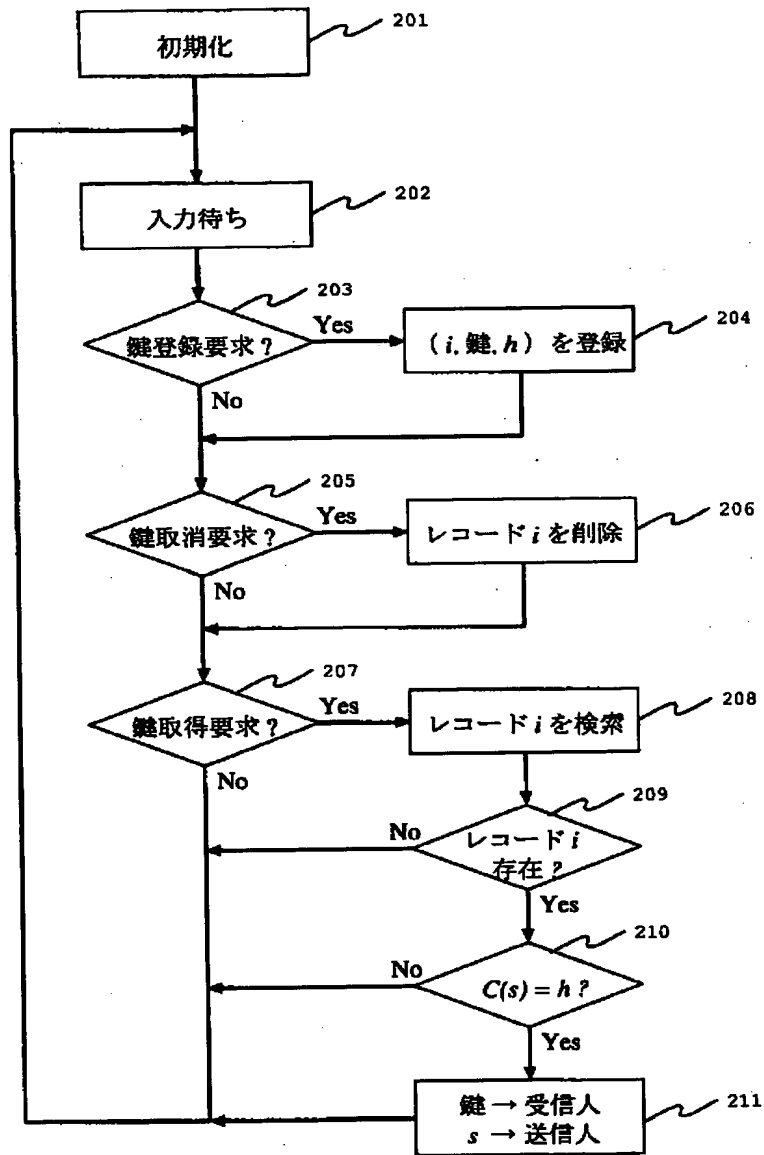 初期化
201
入力待ち
202
203
鍵登録要求？
Yes
(i, 鍵, h) を登録
204
No
205
鍵取消要求？
Yes
レコード i を削除
206
No
207
鍵取得要求？
Yes
レコード i を検索
208
No
209
レコード i
存在？
No
Yes
210
C(s) = h ?
No
Yes
鍵 → 受信人
s → 送信人
211